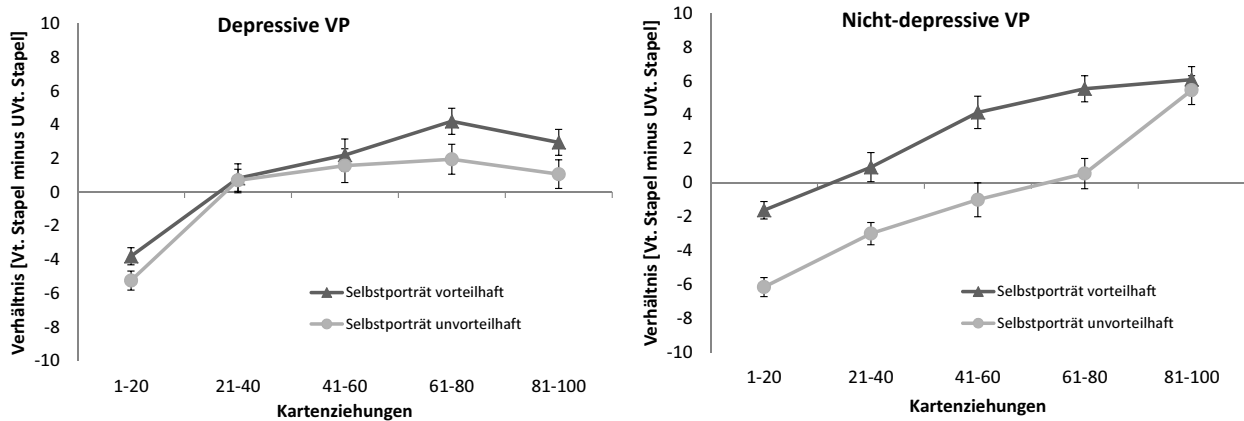 Depressive VP
Verhältnis [Vt. Stapel minus UVt. Stapel]
10
8
6
4
2
0
-2
-4
-6
-8
-10
Selbstporträt vorteilhaft
Selbstporträt unvorteilhaft
1-20 21-40 41-60 61-80 81-100
Kartenziehungen
Nicht-depressive VP
Verhältnis [Vt. Stapel minus UVt. Stapel]
10
8
6
4
2
0
-2
-4
-6
-8
-10
Selbstporträt vorteilhaft
Selbstporträt unvorteilhaft
1-20 21-40 41-60 61-80 81-100
Kartenziehungen